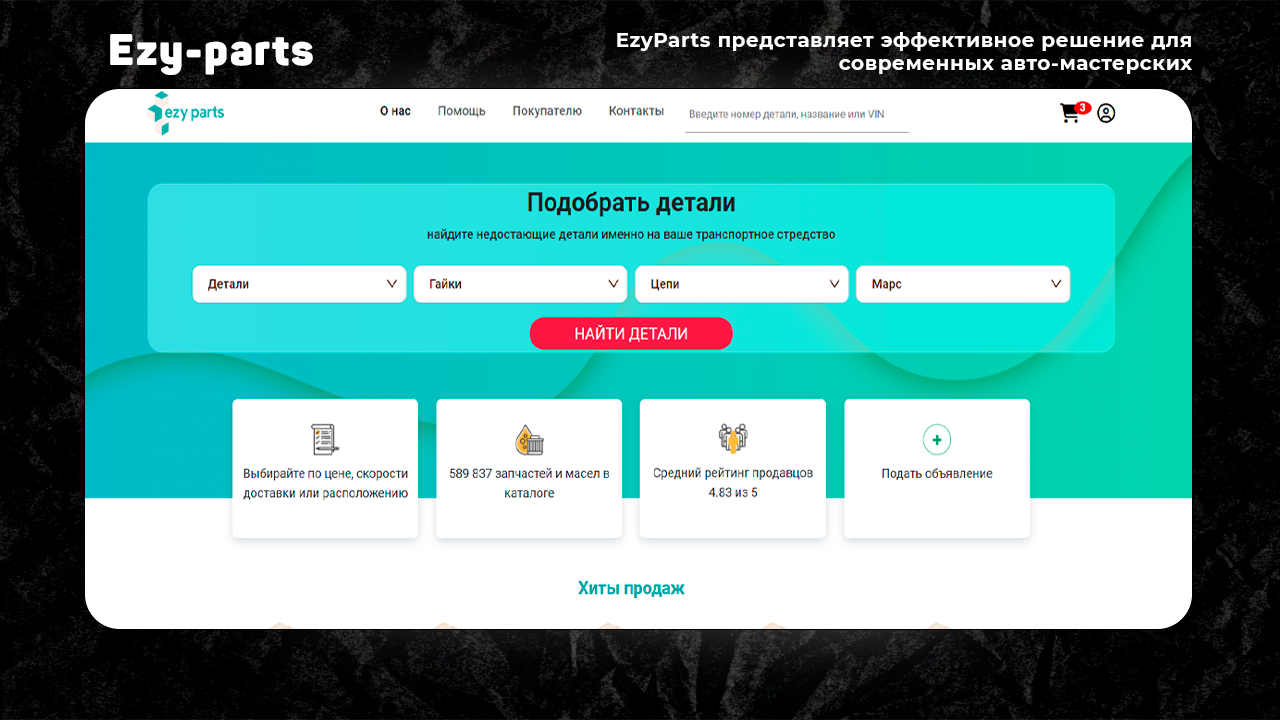 Ezy-parts
EzyParts представляет эффективное решение для
современных авто-мастерских
ezy parts
О нас
Помощь
Покупателю
Контакты
Введите номер детали, название или VIN
3
Подобрать детали
найдите недостающие детали именно на ваше транспортное стредство
Детали
Гайки
Цепи
Марс
НАЙТИ ДЕТАЛИ
Выбирайте по цене, скорости
доставки или расположению
589 837 запчастей и масел в
каталоге
Средний рейтинг продавцов
4.83 из 5
Подать объявление
Хиты продаж